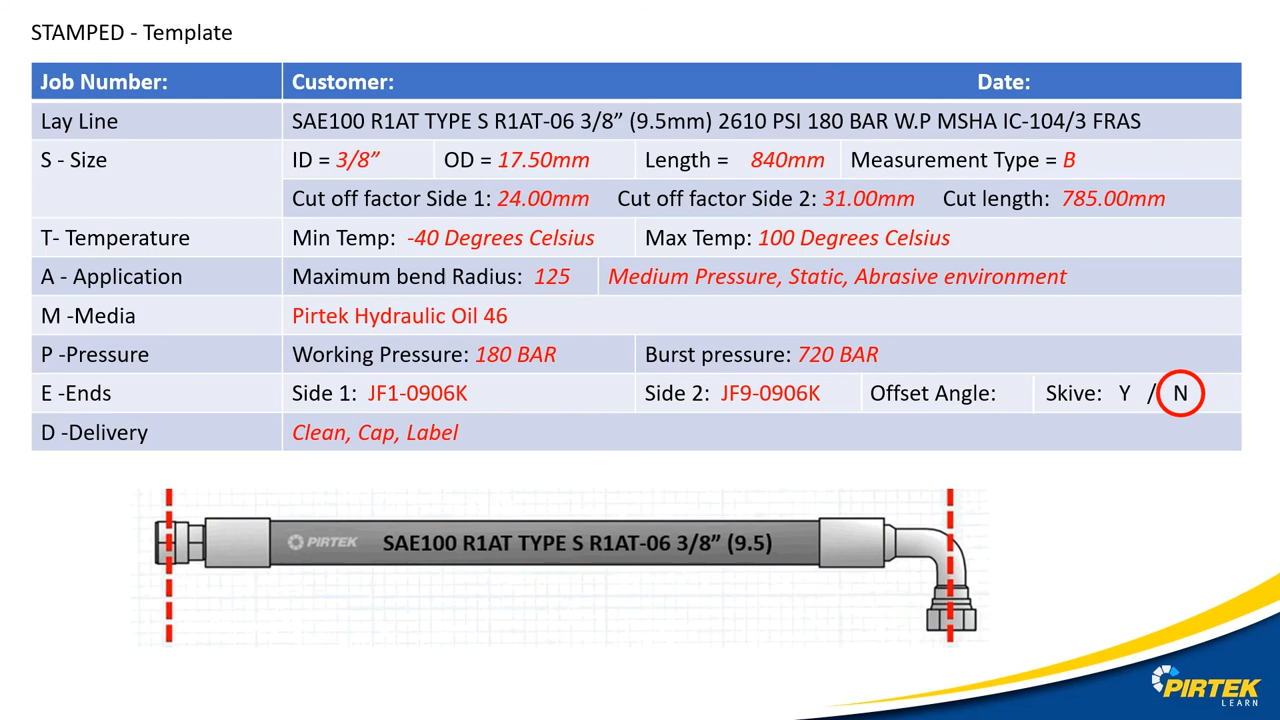 STAMPED - Template
Job Number: Customer: Date:
Lay Line SAE100 R1AT TYPE S R1AT-06 3/8” (9.5mm) 2610 PSI 180 BAR W.P MSHA IC-104/3 FRAS
S - Size ID = 3/8” OD = 17.50mm Length = 840mm Measurement Type = B
Cut off factor Side 1: 24.00mm Cut off factor Side 2: 31.00mm Cut length: 785.00mm
T- Temperature Min Temp: -40 Degrees Celsius Max Temp: 100 Degrees Celsius
A - Application Maximum bend Radius: 125 Medium Pressure, Static, Abrasive environment
M -Media Pirtek Hydraulic Oil 46
P -Pressure Working Pressure: 180 BAR Burst pressure: 720 BAR
E -Ends Side 1: JF1-0906K Side 2: JF9-0906K Offset Angle: Skive: Y / N
D -Delivery Clean, Cap, Label
PIRTEK SAE100 R1AT TYPE S R1AT-06 3/8” (9.5)
PIRTEK
LEARN